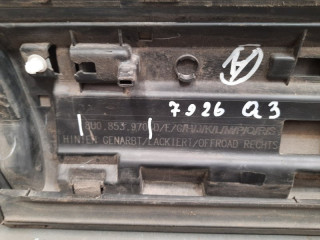 7926 Q3
8U0.853.970 D/E/
HINTEN GENARBT/LACKIERT/OFFROAD RECHTS